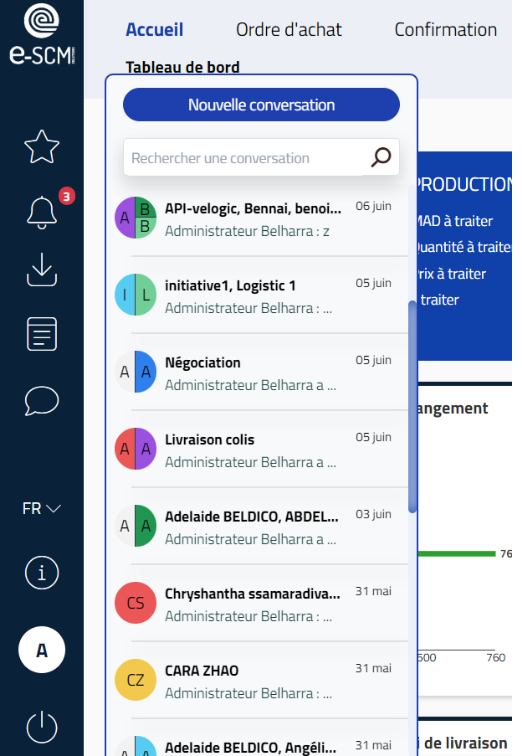 e-SCM
Accueil
Ordre d'achat
Confirmation
Tableau de bord
Nouvelle conversation
Rechercher une conversation
3
API-velogic, Bennai, benoi...
06 juin
Administrateur Belharra : z
A
B
B
initiative1, Logistic 1
05 juin
Administrateur Belharra : ...
I
L
Négociation
05 juin
Administrateur Belharra a ...
A
A
Livraison colis
05 juin
Administrateur Belharra a ...
A
A
Adelaide BELDICO, ABDEL...
03 juin
Administrateur Belharra a ...
A
A
Chryshantha ssamaradiva...
31 mai
Administrateur Belharra : ...
CS
CARA ZHAO
31 mai
Administrateur Belharra : ...
CZ
Adelaide BELDICO, Angéli...
31 mai
A
A
FR
i
A
PRODUCTION
MAD à traiter
uantité à traite
rix à traiter
traiter
angement
76
600
760
i de livraison